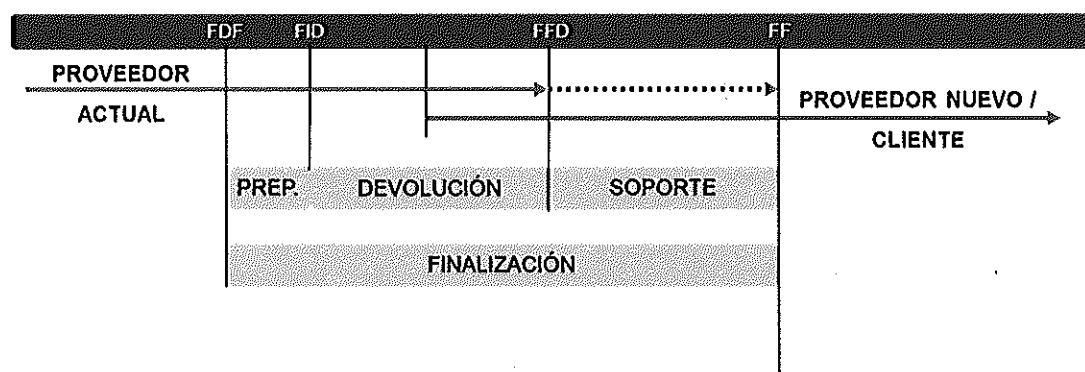 FDF FID FFD FF
PROVEEDOR
ACTUAL
PROVEEDOR NUEVO /
CLIENTE
PREP. DEVOLUCIÓN SOPORTE
FINALIZACIÓN